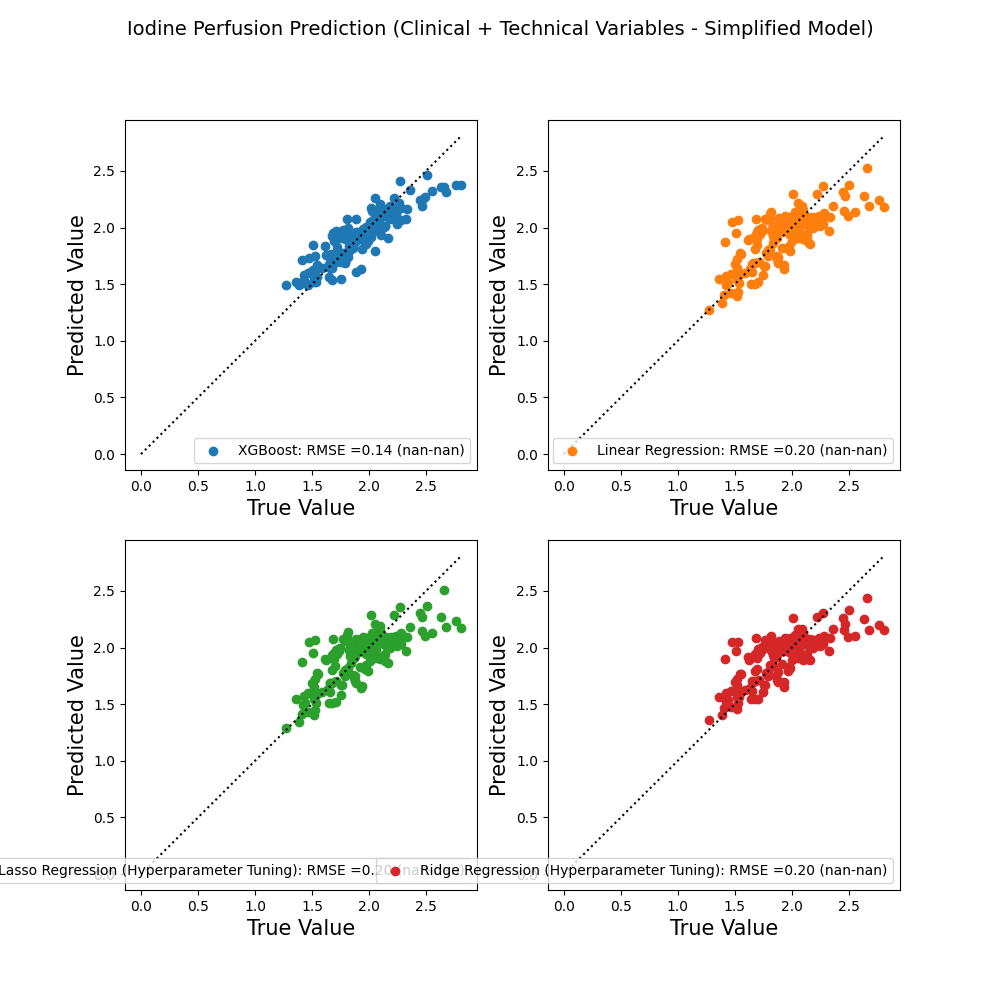 Iodine Perfusion Prediction (Clinical + Technical Variables - Simplified Model)
2.5
2.0
1.5
1.0
0.5
0.0
Predicted Value
XGBoost: RMSE =0.14 (nan-nan)
0.0 0.5 1.0 1.5 2.0 2.5
True Value
2.5
2.0
1.5
1.0
0.5
0.0
Predicted Value
Linear Regression: RMSE =0.20 (nan-nan)
0.0 0.5 1.0 1.5 2.0 2.5
True Value
2.5
2.0
1.5
1.0
0.5
0.0
Predicted Value
Lasso Regression (Hyperparameter Tuning): RMSE =0.20 (nan-nan)
0.0 0.5 1.0 1.5 2.0 2.5
True Value
2.5
2.0
1.5
1.0
0.5
0.0
Predicted Value
Ridge Regression (Hyperparameter Tuning): RMSE =0.20 (nan-nan)
0.0 0.5 1.0 1.5 2.0 2.5
True Value